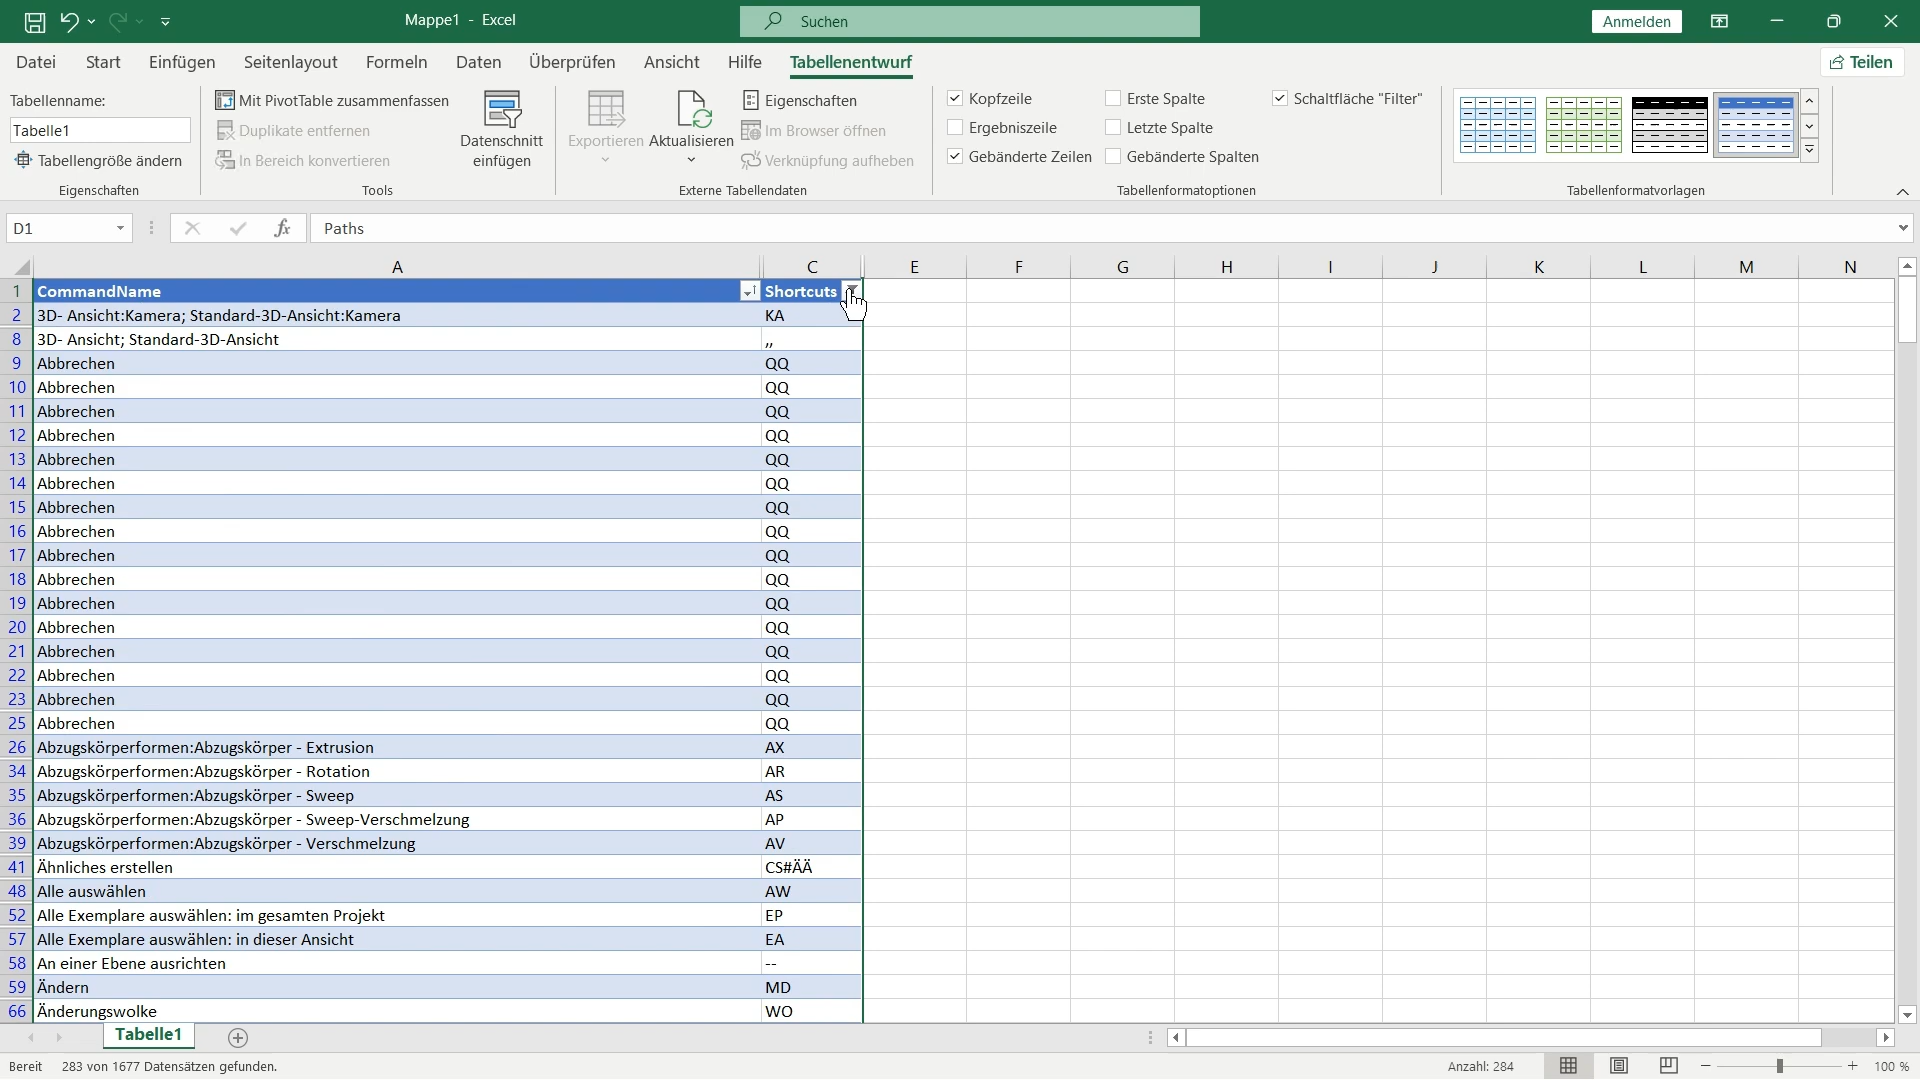 Mappe1 - Excel
Suchen
Anmelden
Datei Start Einfügen Seitenlayout Formeln Daten Überprüfen Ansicht Hilfe Tabellenentwurf
Teilen
Tabellenname:
Tabelle1
Tabellengröße ändern
Eigenschaften
Mit PivotTable zusammenfassen
Duplikate entfernen
In Bereich konvertieren
Datenschnitt
einfügen
Tools
Exportieren
Aktualisieren
Eigenschaften
Im Browser öffnen
Verknüpfung aufheben
Externe Tabellendaten
Kopfzeile
Ergebniszeile
Gebänderte Zeilen
Erste Spalte
Letzte Spalte
Gebänderte Spalten
Schaltfläche "Filter"
Tabellenformatoptionen
Tabellenformatvorlagen
D1
fx
Paths
A C E F G H I J K L M N
1 CommandName Shortcuts
2 3D- Ansicht:Kamera; Standard-3D-Ansicht:Kamera KA
8 3D- Ansicht; Standard-3D-Ansicht ,,
9 Abbrechen QQ
10 Abbrechen QQ
11 Abbrechen QQ
12 Abbrechen QQ
13 Abbrechen QQ
14 Abbrechen QQ
15 Abbrechen QQ
16 Abbrechen QQ
17 Abbrechen QQ
18 Abbrechen QQ
19 Abbrechen QQ
20 Abbrechen QQ
21 Abbrechen QQ
22 Abbrechen QQ
23 Abbrechen QQ
25 Abbrechen QQ
26 Abzugskörperformen:Abzugskörper - Extrusion AX
34 Abzugskörperformen:Abzugskörper - Rotation AR
35 Abzugskörperformen:Abzugskörper - Sweep AS
36 Abzugskörperformen:Abzugskörper - Sweep-Verschmelzung AP
39 Abzugskörperformen:Abzugskörper - Verschmelzung AV
41 Ähnliches erstellen CS#ÄÄ
48 Alle auswählen AW
52 Alle Exemplare auswählen: im gesamten Projekt EP
57 Alle Exemplare auswählen: in dieser Ansicht EA
58 An einer Ebene ausrichten --
59 Ändern MD
66 Änderungswolke WO
Tabelle1
Bereit 283 von 1677 Datensätzen gefunden.
Anzahl: 284
100 %